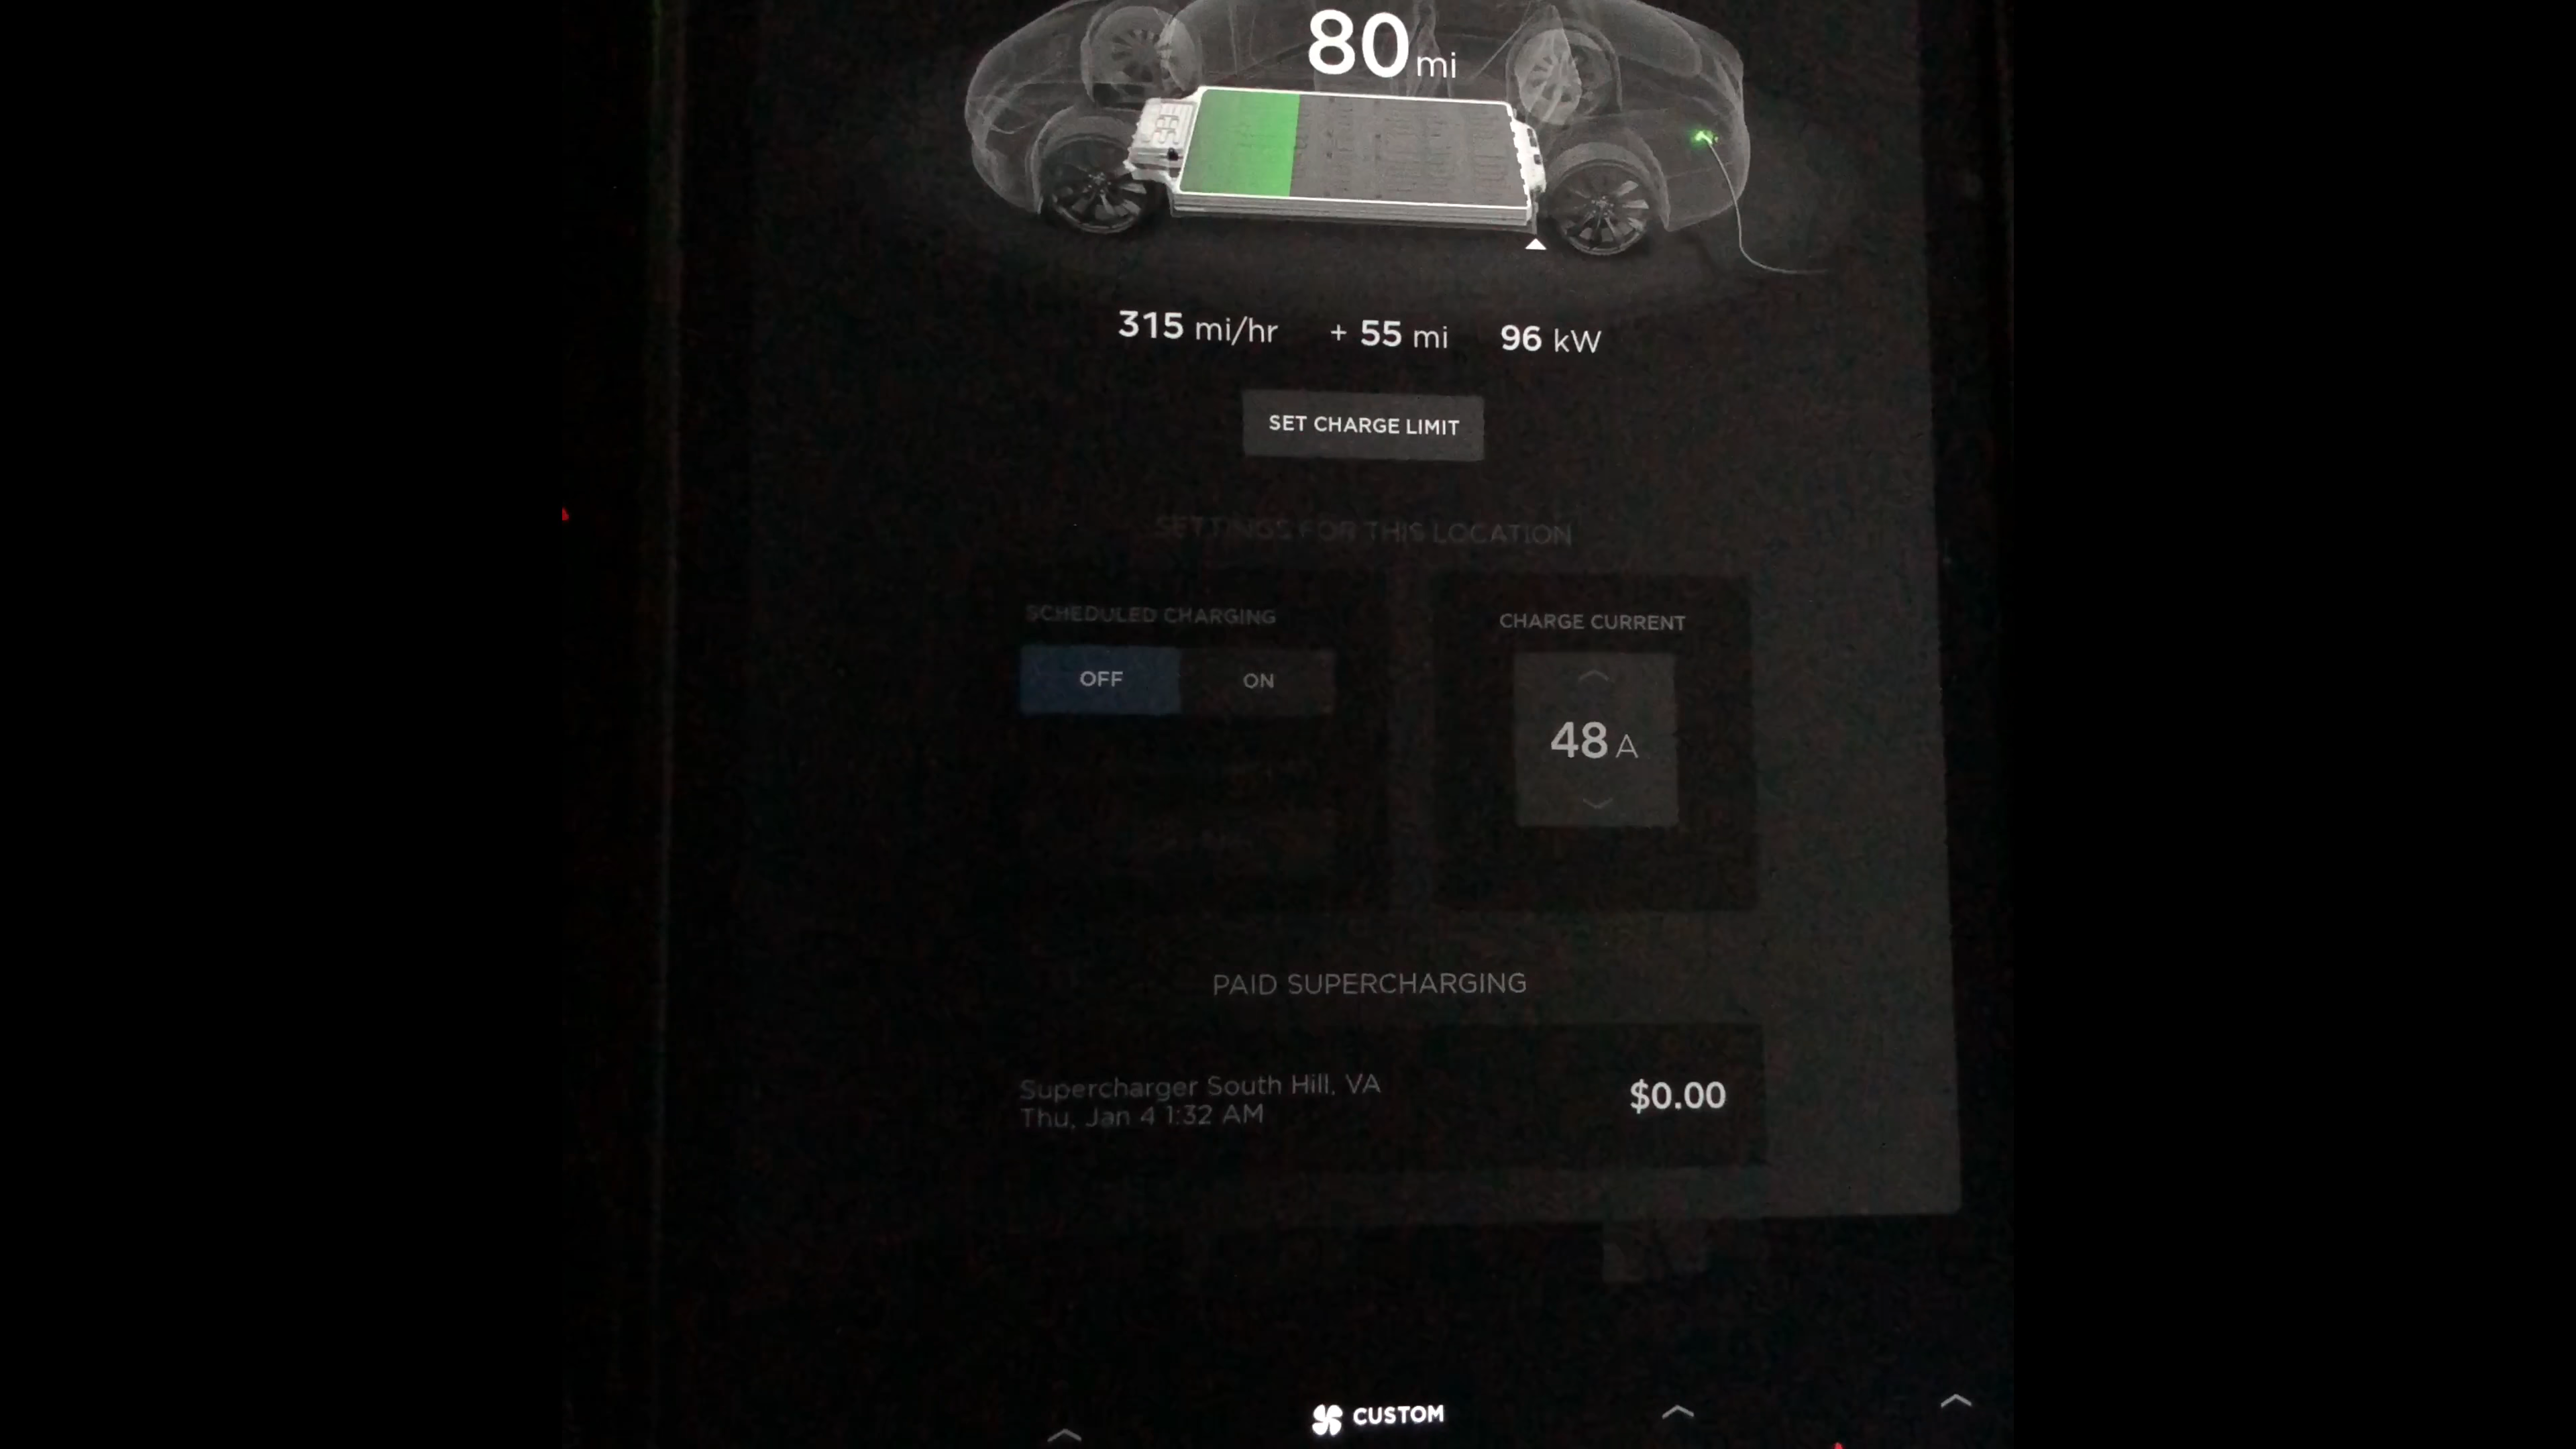 80 mi
315 mi/hr + 55 mi 96 kW
SET CHARGE LIMIT
SETTINGS FOR THIS LOCATION
SCHEDULED CHARGING
OFF ON
CHARGE CURRENT
48 A
PAID SUPERCHARGING
Supercharger South Hill, VA
Thu, Jan 4 1:32 AM
$0.00
CUSTOM